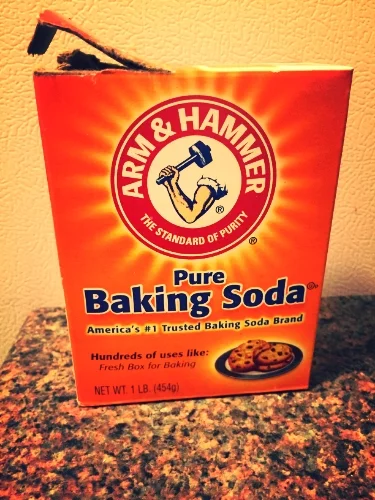 ARM & HAMMER
®
THE STANDARD OF PURITY
®
Pure
Baking Soda
America's #1 Trusted Baking Soda Brand
Hundreds of uses like:
Fresh Box for Baking
NET WT. 1 LB. (454g)